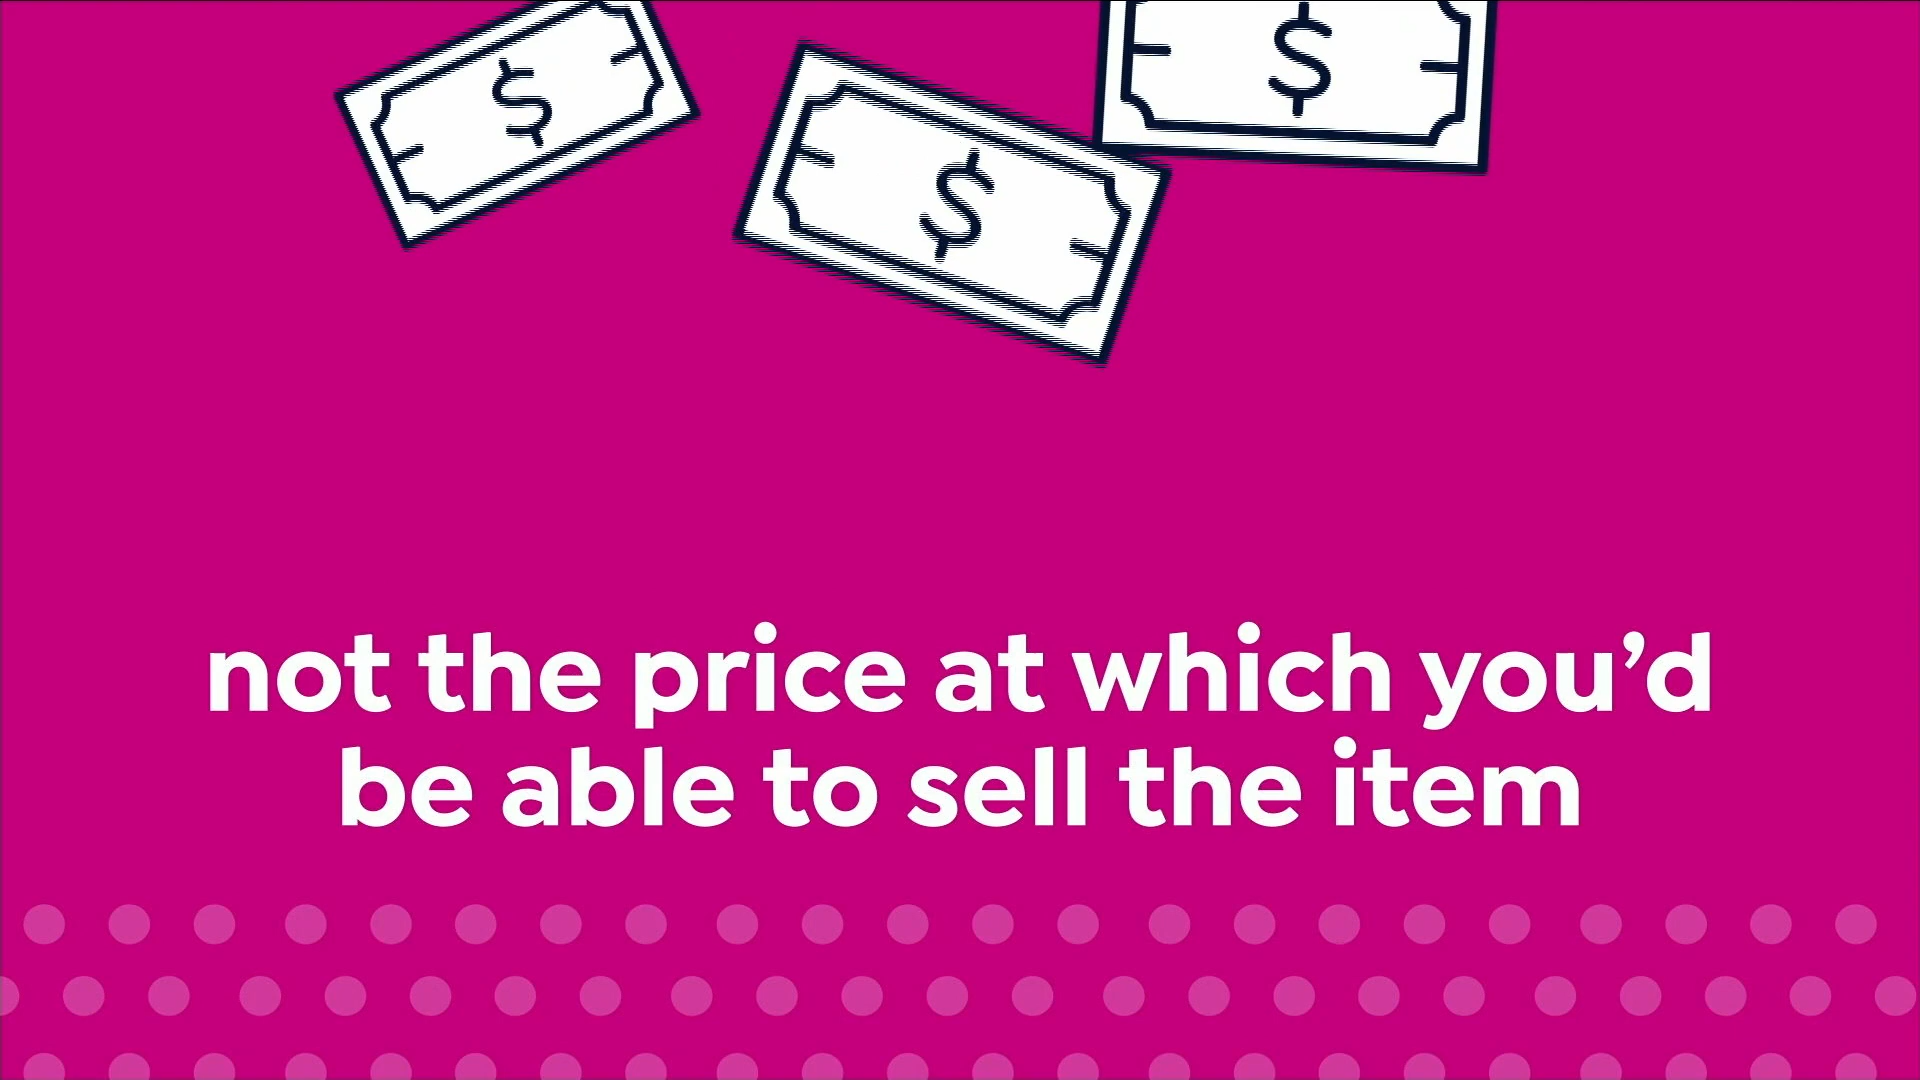 $
$
$
not the price at which you’d
be able to sell the item